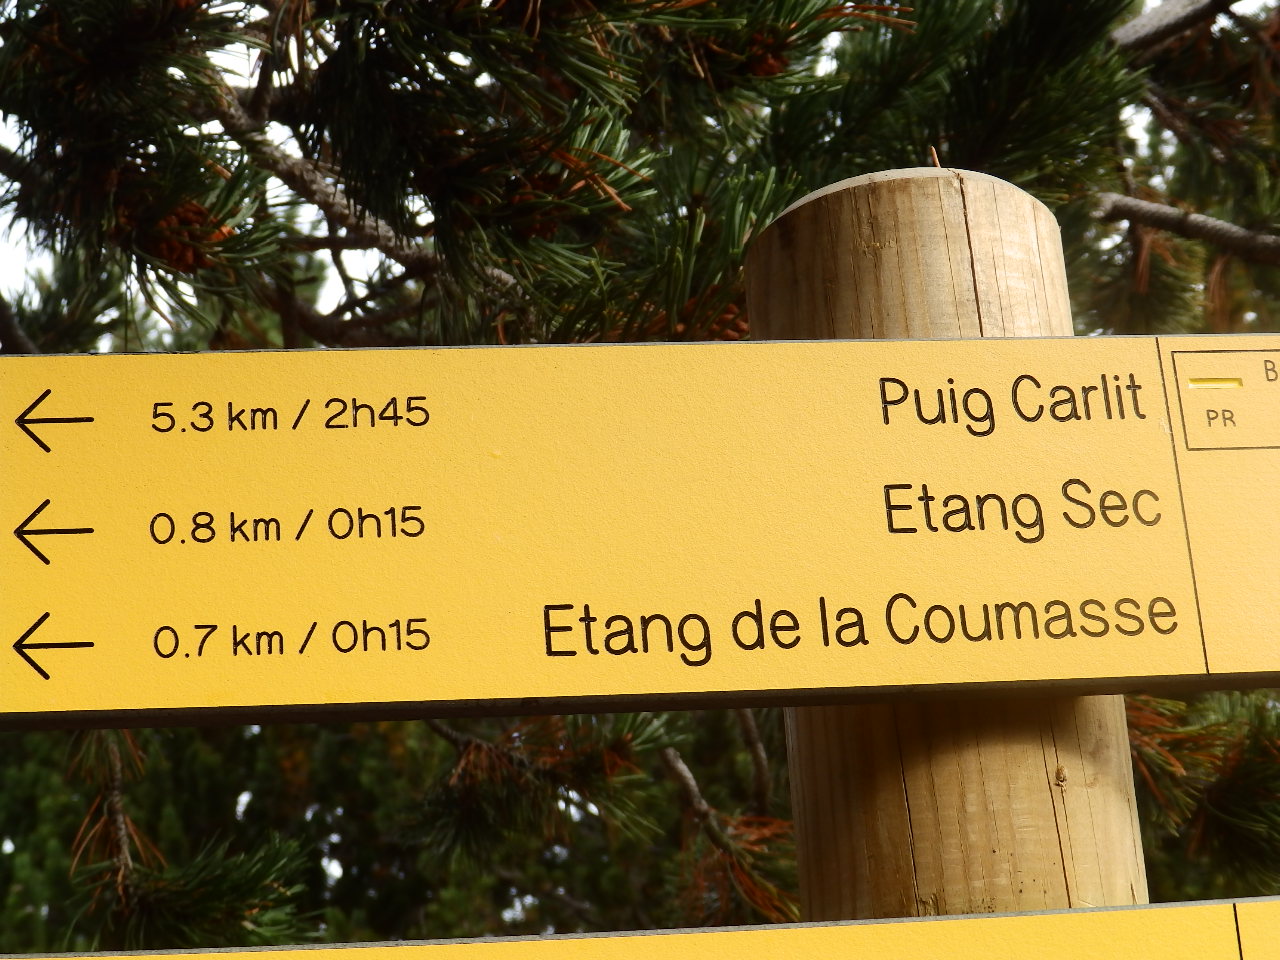 ← 5.3 km / 2h45 Puig Carlit
← 0.8 km / 0h15 Etang Sec
← 0.7 km / 0h15 Etang de la Coumasse
PR